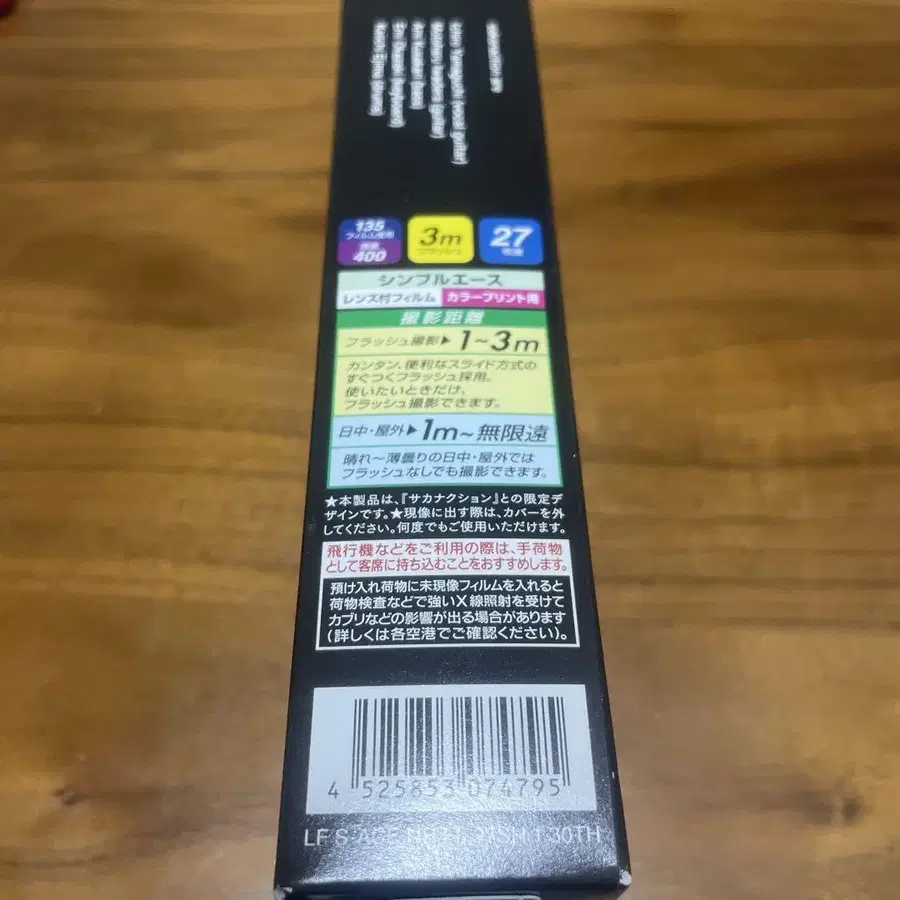 135
フィルム使用
感度
400
3m
フラッシュ
27
枚撮
シンプルエース
レンズ付フィルム カラープリント用
撮影距離
フラッシュ撮影▶1~3m
カンタン、便利なスライド方式の
すぐつくフラッシュ採用。
使いたいときだけ、
フラッシュ撮影できます。
日中・屋外▶1m~無限遠
晴れ~薄曇りの日中・屋外では
フラッシュなしでも撮影できます。
★本製品は、『サカナクション』との限定デ
ザインです。★現像に出す際は、カバーを外
してください。何度でもご使用いただけます。
飛行機などをご利用の際は、手荷物
として客席に持ち込むことをおすすめします。
預け入れ荷物に未現像フィルムを入れると
荷物検査などで強いX線照射を受けて
カブリなどの影響が出る場合があります
(詳しくは各空港でご確認ください)。
4 525853 074795
LF S-ACE